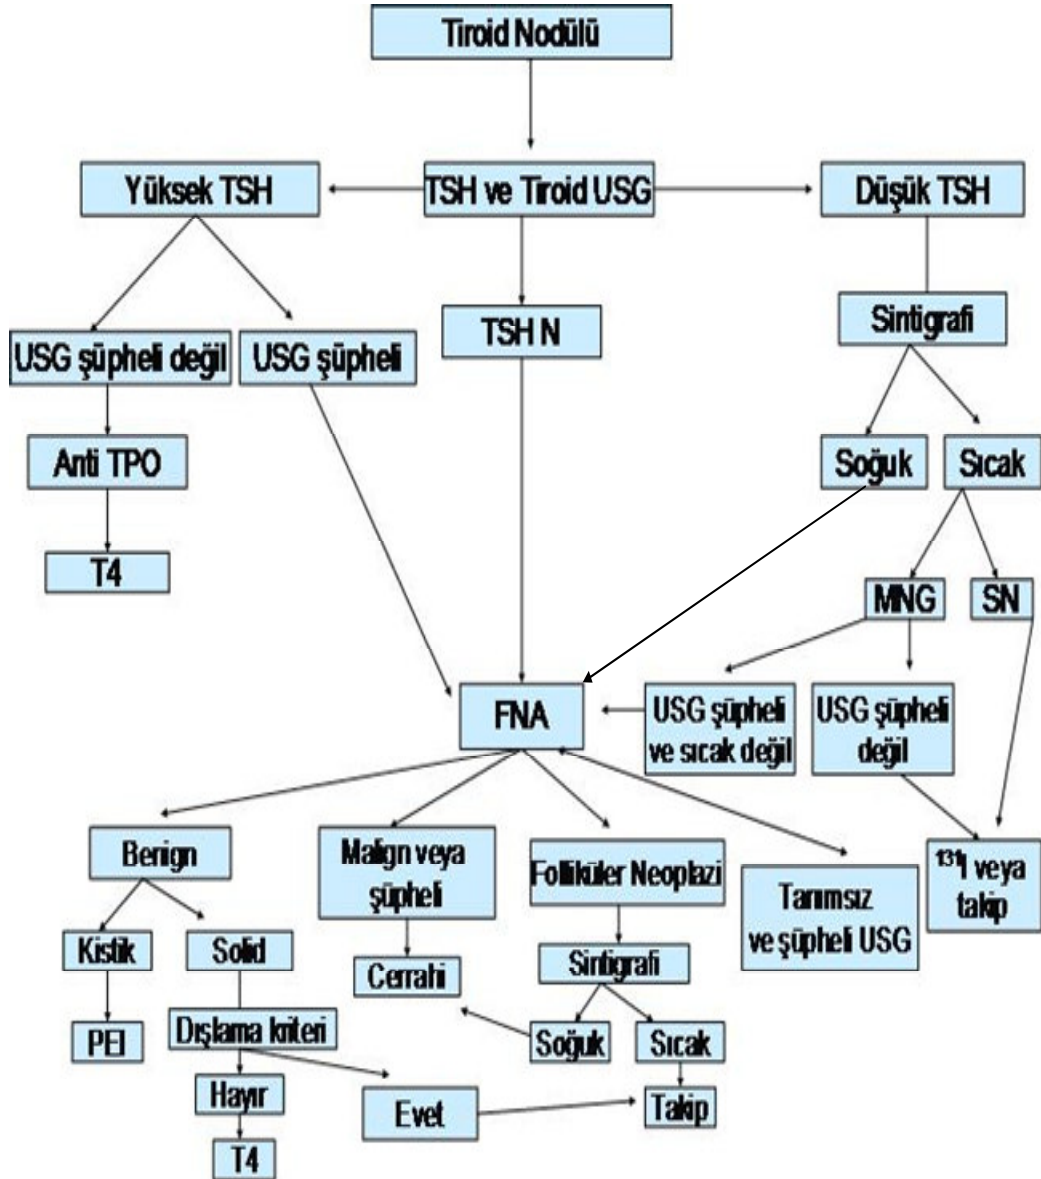 Tiroid Nodülü
Yüksek TSH
TSH ve Tiroid USG
Düşük TSH
USG şüpheli değil
USG şüpheli
TSH N
Sintigrafi
Anti TPO
Soğuk
Sıcak
T4
MNG
SN
FNA
USG şüpheli
ve sıcak değil
USG şüpheli
değil
Benign
Malign veya
şüpheli
Folliküler Neoplazi
Tanımsız
ve şüpheli USG
¹³¹I veya
takip
Kistik
Solid
Cerrahi
Sintigrafi
PEI
Dışlama kriteri
Soğuk
Sıcak
Hayır
Evet
Takip
T4